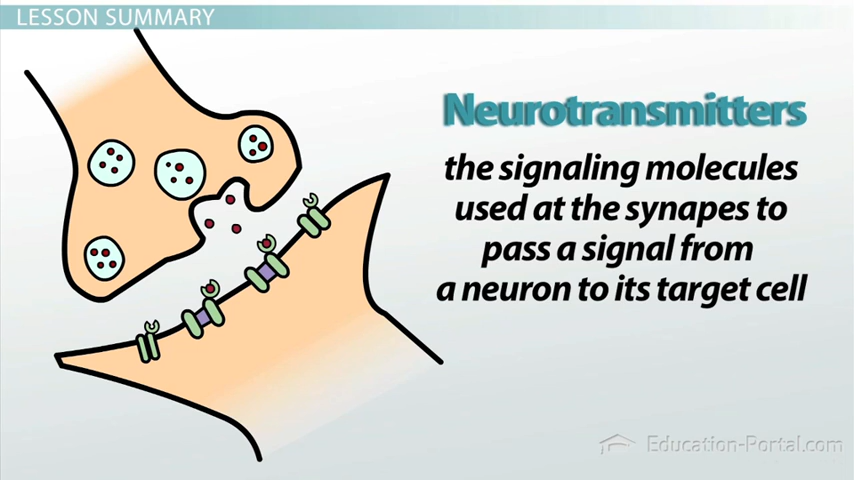 LESSON SUMMARY
Neurotransmitters
the signaling molecules
used at the synapes to
pass a signal from
a neuron to its target cell
Education-Portal.com